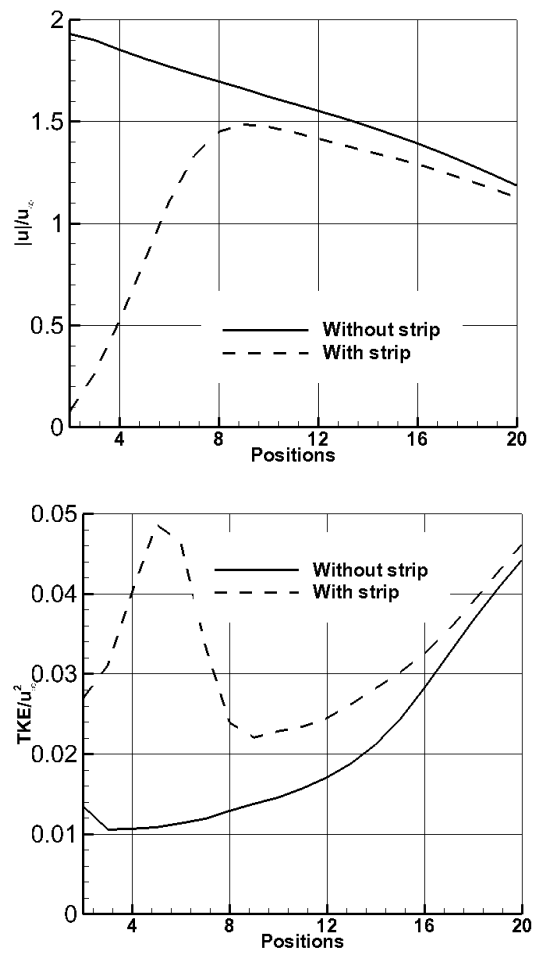 2
1.5
1
0.5
0
|u|/u∞
Without strip
With strip
4 8 12 16 20
Positions
0.05
0.04
0.03
0.02
0.01
0
TKE/u²∞
Without strip
With strip
4 8 12 16 20
Positions